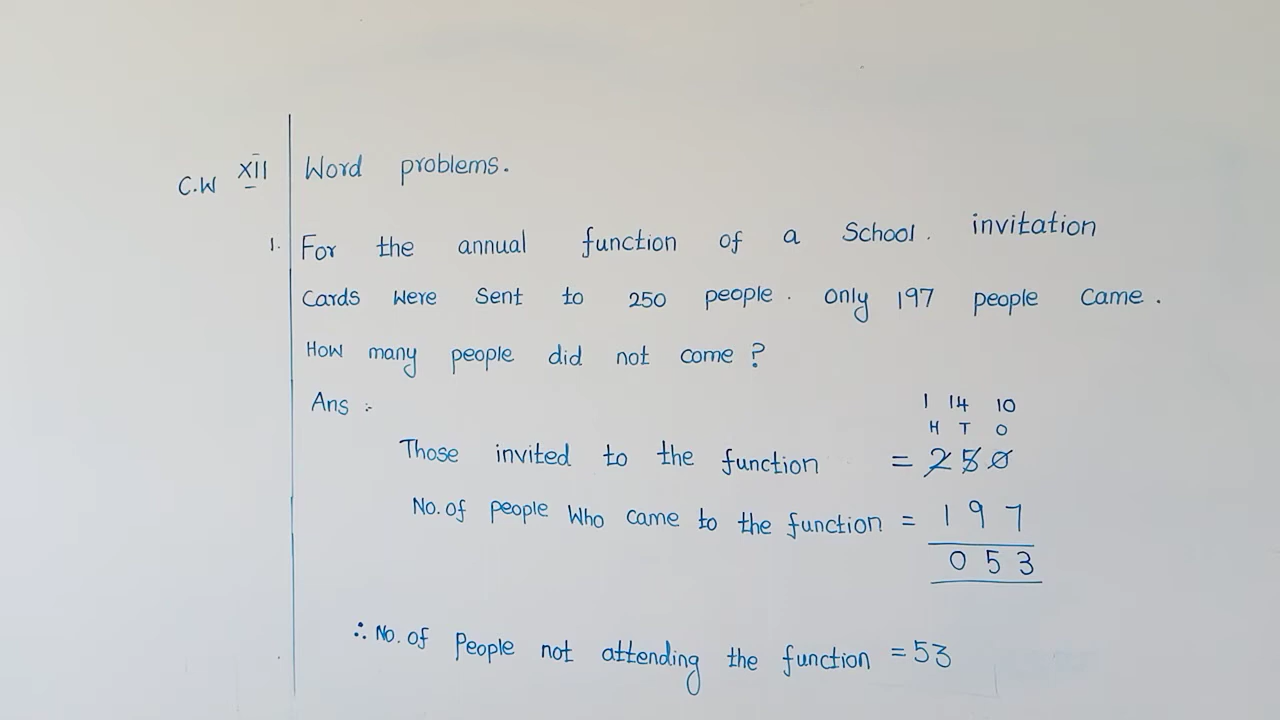 C.W XII Word problems.
1. For the annual function of a School. invitation
Cards were sent to 250 people. only 197 people came.
How many people did not come?
Ans :-
1 14 10
H T O
Those invited to the function = 250
No. of people who came to the function = 197
053
∴ No. of People not attending the function = 53